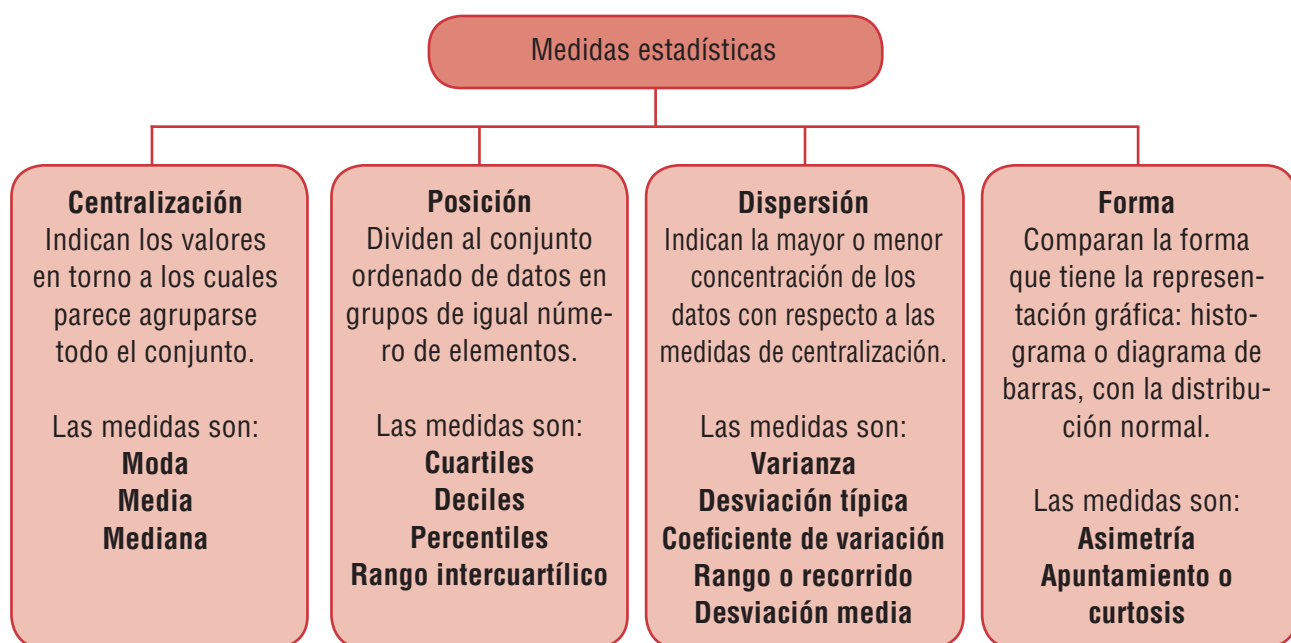 Medidas estadísticas
Centralización
Indican los valores
en torno a los cuales
parece agruparse
todo el conjunto.
Las medidas son:
Moda
Media
Mediana
Posición
Dividen al conjunto
ordenado de datos en
grupos de igual núme-
ro de elementos.
Las medidas son:
Cuartiles
Deciles
Percentiles
Rango intercuartílico
Dispersión
Indican la mayor o menor
concentración de los
datos con respecto a las
medidas de centralización.
Las medidas son:
Varianza
Desviación típica
Coeficiente de variación
Rango o recorrido
Desviación media
Forma
Comparan la forma
que tiene la represen-
tación gráfica: histo-
grama o diagrama de
barras, con la distribu-
ción normal.
Las medidas son:
Asimetría
Apuntamiento o
curtosis